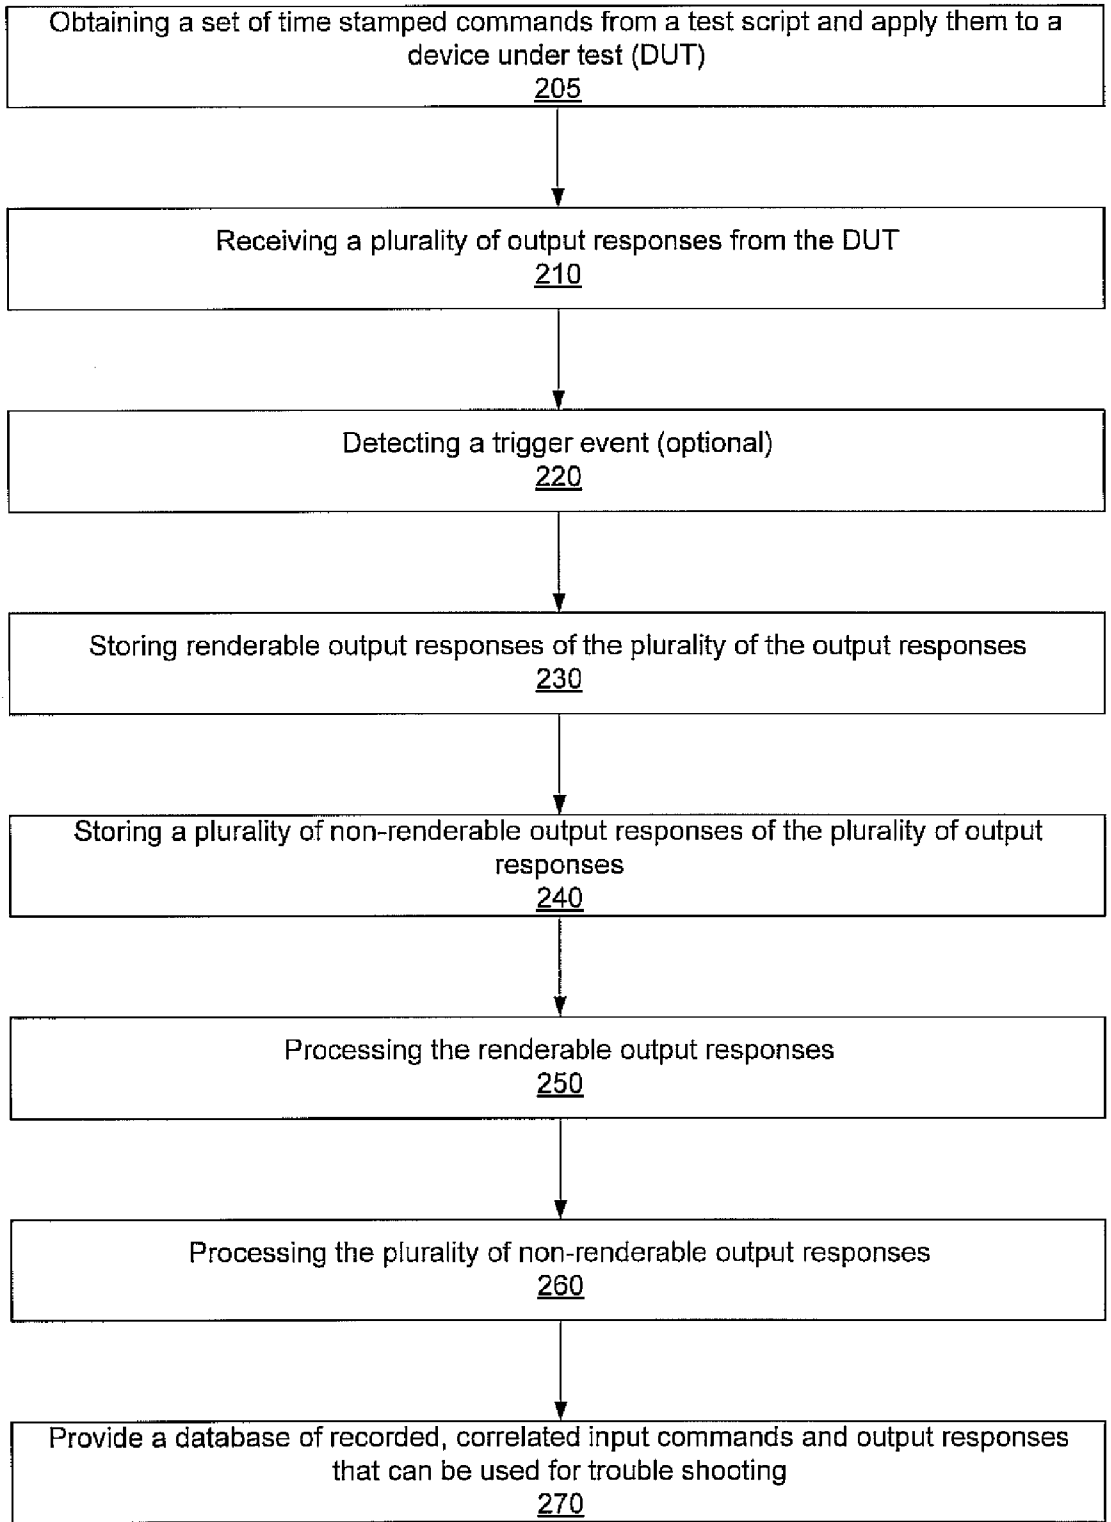 Obtaining a set of time stamped commands from a test script and apply them to a
device under test (DUT)
205
Receiving a plurality of output responses from the DUT
210
Detecting a trigger event (optional)
220
Storing renderable output responses of the plurality of the output responses
230
Storing a plurality of non-renderable output responses of the plurality of output
responses
240
Processing the renderable output responses
250
Processing the plurality of non-renderable output responses
260
Provide a database of recorded, correlated input commands and output responses
that can be used for trouble shooting
270